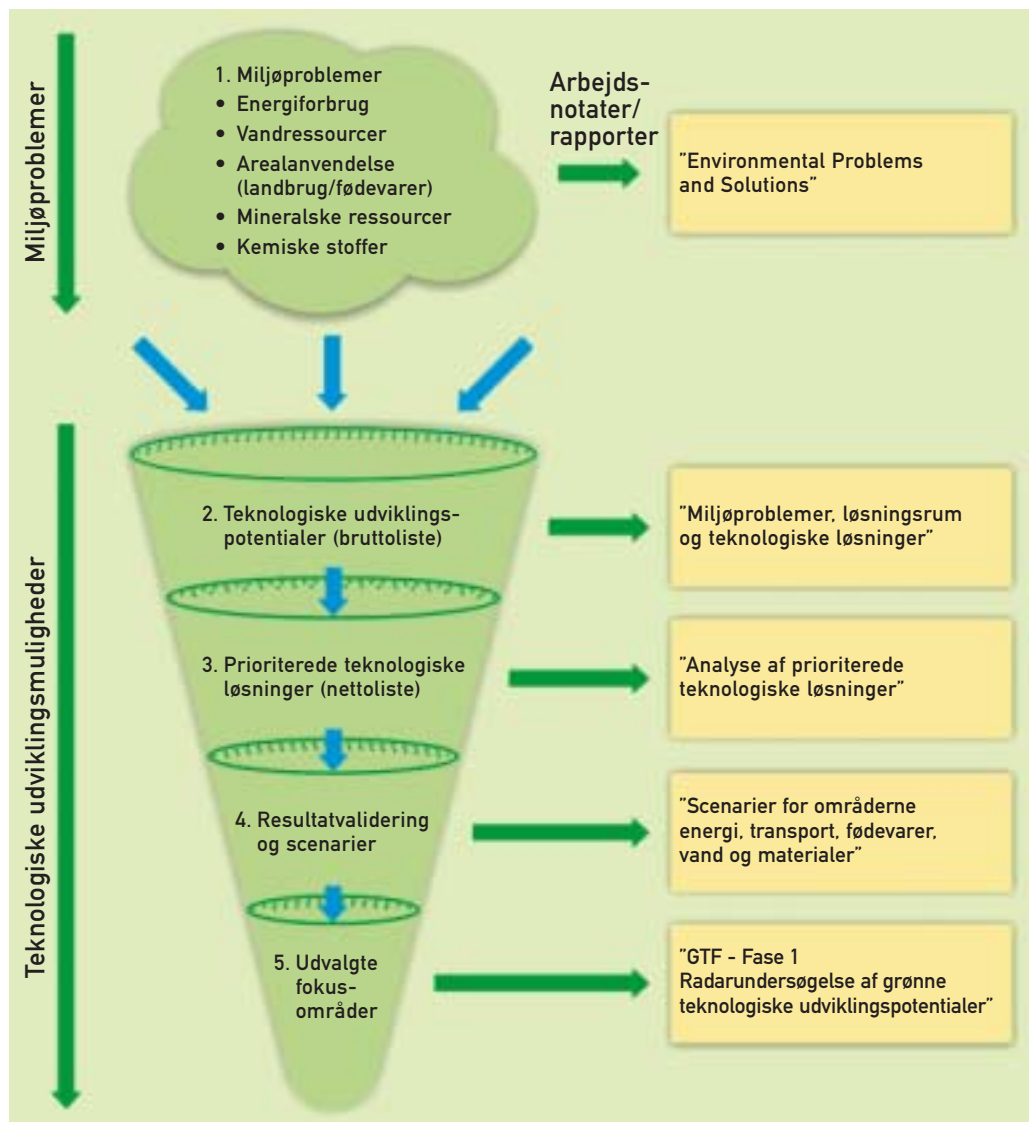 Miljøproblemer
1. Miljøproblemer
• Energiforbrug
• Vandressourcer
• Arealanvendelse
(landbrug/fødevarer)
• Mineralske ressourcer
• Kemiske stoffer
Arbejds-
notater/
rapporter
”Environmental Problems
and Solutions”
Teknologiske udviklingsmuligheder
2. Teknologiske udviklings-
potentialer (bruttoliste)
”Miljøproblemer, løsningsrum
og teknologiske løsninger”
3. Prioriterede teknologiske
løsninger (nettoliste)
”Analyse af prioriterede
teknologiske løsninger”
4. Resultatvalidering
og scenarier
”Scenarier for områderne
energi, transport, fødevarer,
vand og materialer”
5. Udvalgte
fokus-
områder
”GTF - Fase 1
Radarundersøgelse af grønne
teknologiske udviklingspotentialer”